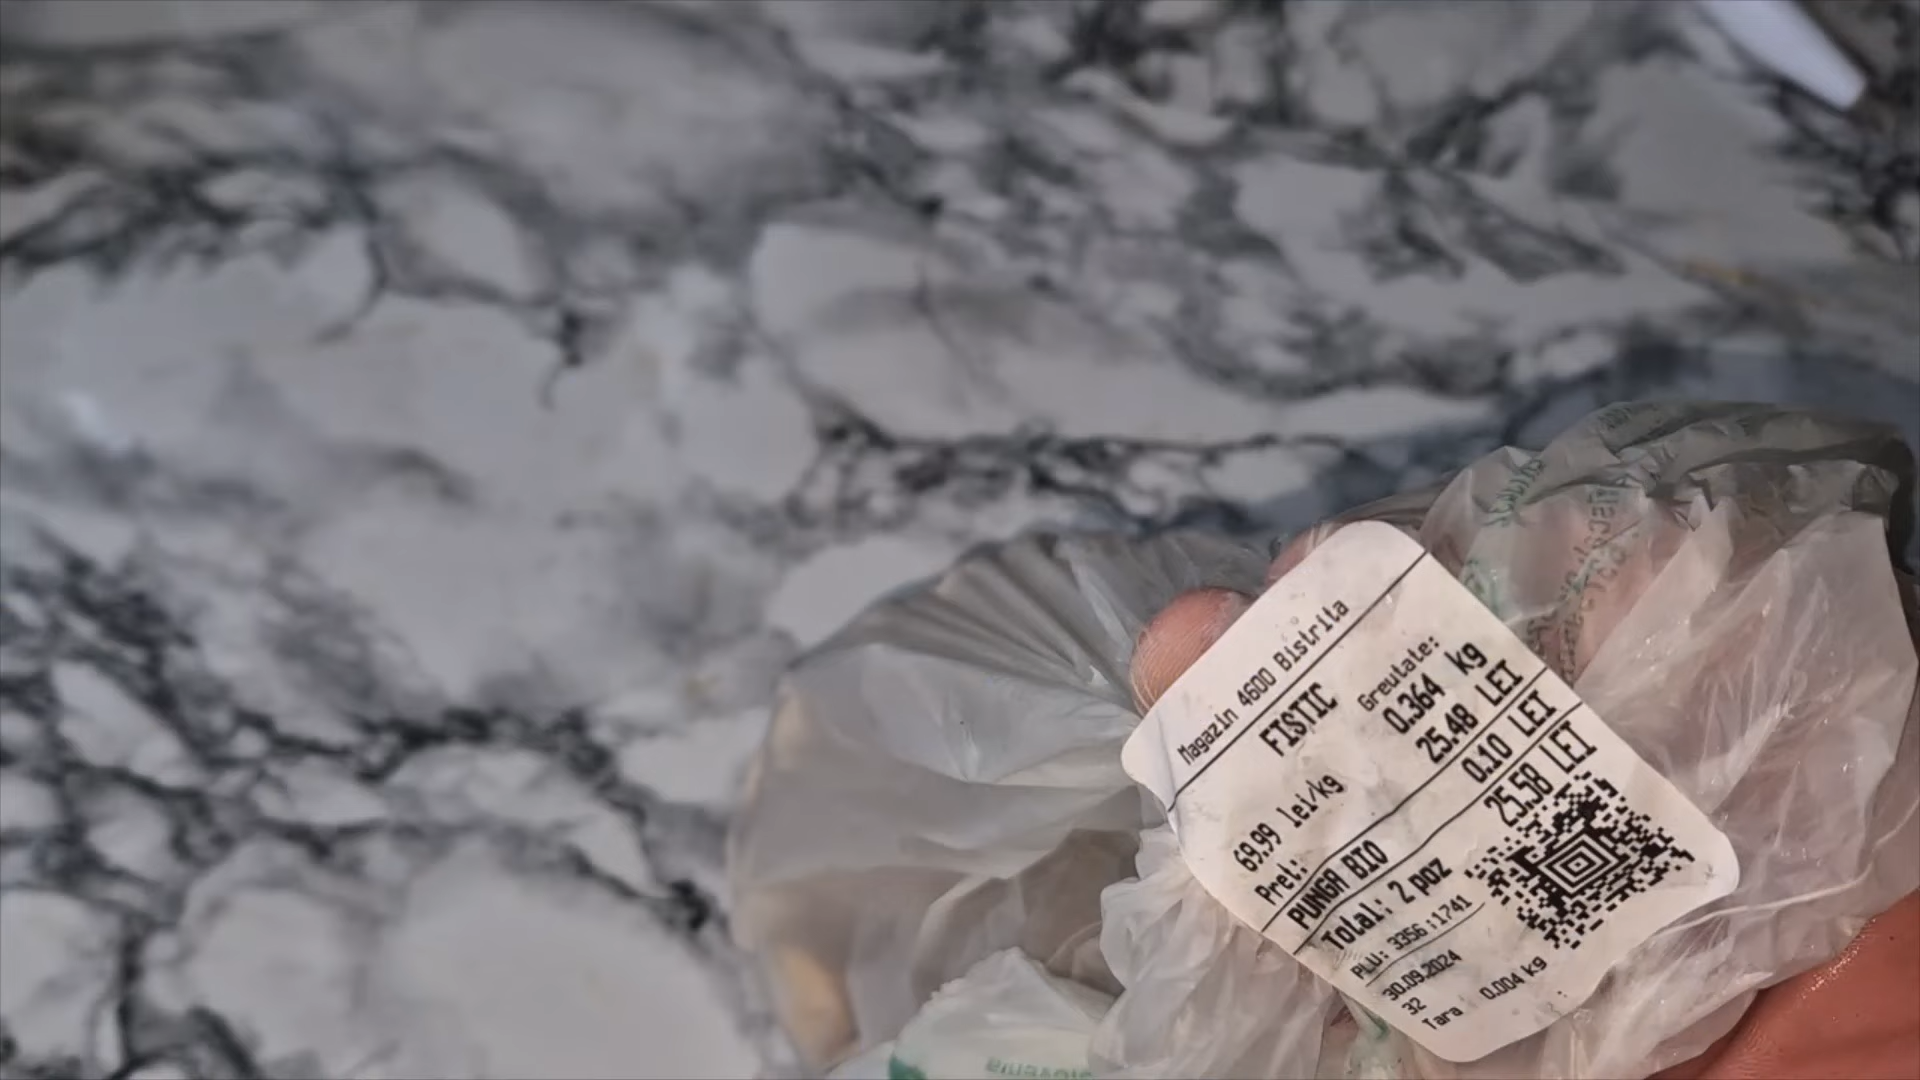 Magazin 4600 Bistrita
FISTIC
Greutate:
69.99 lei/kg 0.364 kg
Pret: 25.48 LEI
PUNGA BIO 0.10 LEI
Total: 2 poz 25.58 LEI
PLU: 3356;1741
30.09.2024
32
Tara 0.004 kg
Slovenia